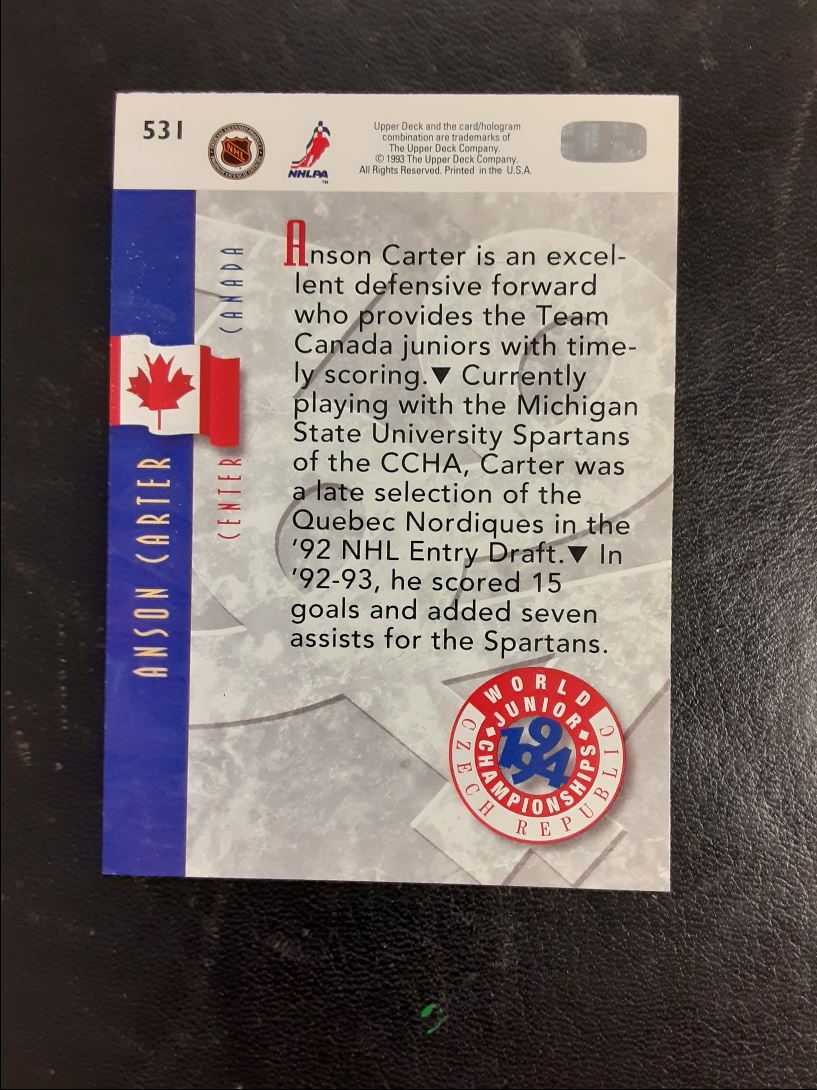 531
NHL
NHLPA
TM
Upper Deck and the card/hologram
combination are trademarks of
The Upper Deck Company.
© 1993 The Upper Deck Company.
All Rights Reserved. Printed in the U.S.A.
CANADA
CENTER
ANSON CARTER
Anson Carter is an excel-
lent defensive forward
who provides the Team
Canada juniors with time-
ly scoring.▼ Currently
playing with the Michigan
State University Spartans
of the CCHA, Carter was
a late selection of the
Quebec Nordiques in the
'92 NHL Entry Draft.▼ In
'92-93, he scored 15
goals and added seven
assists for the Spartans.
WORLD
JUNIOR
CHAMPIONSHIPS
1994
CZECH REPUBLIC